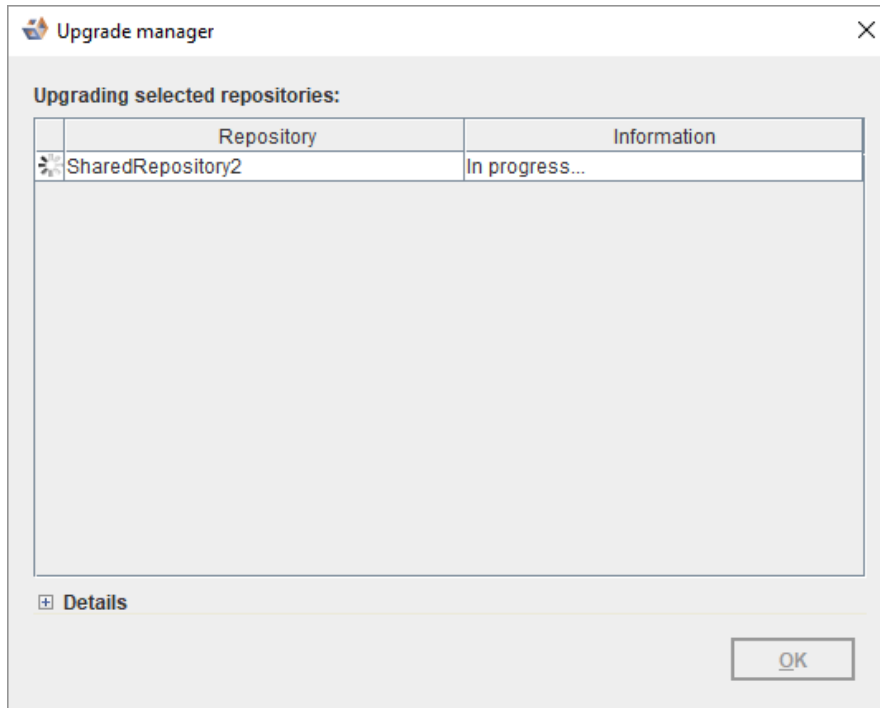 Upgrade manager
Upgrading selected repositories:
Repository Information
SharedRepository2 In progress...
Details
OK